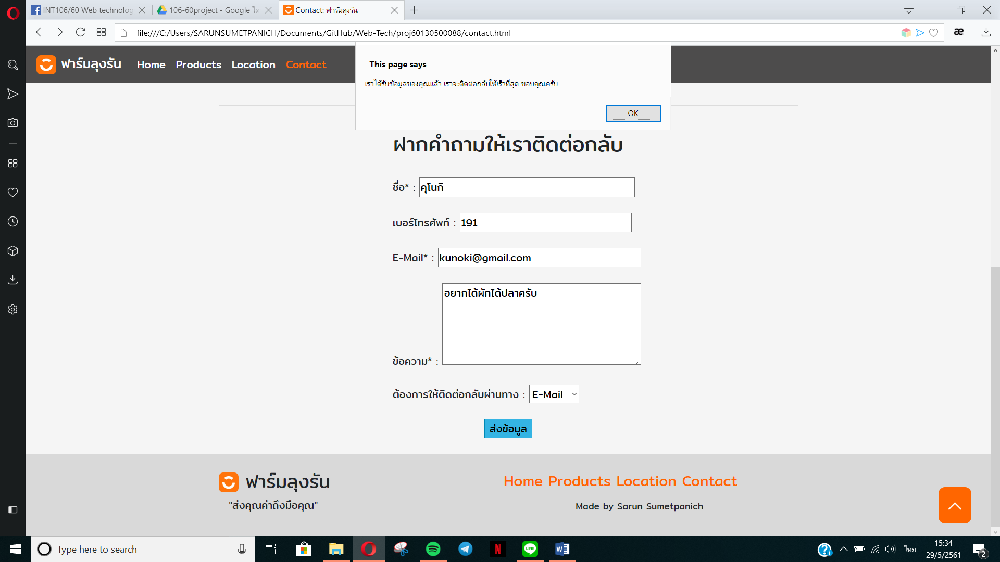 INT106/60 Web technolog
106-60project - Google ได
Contact: ฟาร์มลุงรัน
file:///C:/Users/SARUNSUMETPANICH/Documents/GitHub/Web-Tech/proj60130500088/contact.html
ฟาร์มลุงรัน Home Products Location Contact
This page says
เราได้รับข้อมูลของคุณแล้ว เราจะติดต่อกลับให้เร็วที่สุด ขอบคุณครับ
OK
ฝากคำถามให้เราติดต่อกลับ
ชื่อ* : คุโนกิ
เบอร์โทรศัพท์ : 191
E-Mail* : kunoki@gmail.com
อยากได้ผักได้ปลาครับ
ข้อความ* :
ต้องการให้ติดต่อกลับผ่านทาง : E-Mail
ส่งข้อมูล
ฟาร์มลุงรัน
"ส่งคุณค่าถึงมือคุณ"
Home Products Location Contact
Made by Sarun Sumetpanich
Type here to search
LINE
ไทย
15:34
29/5/2561
2